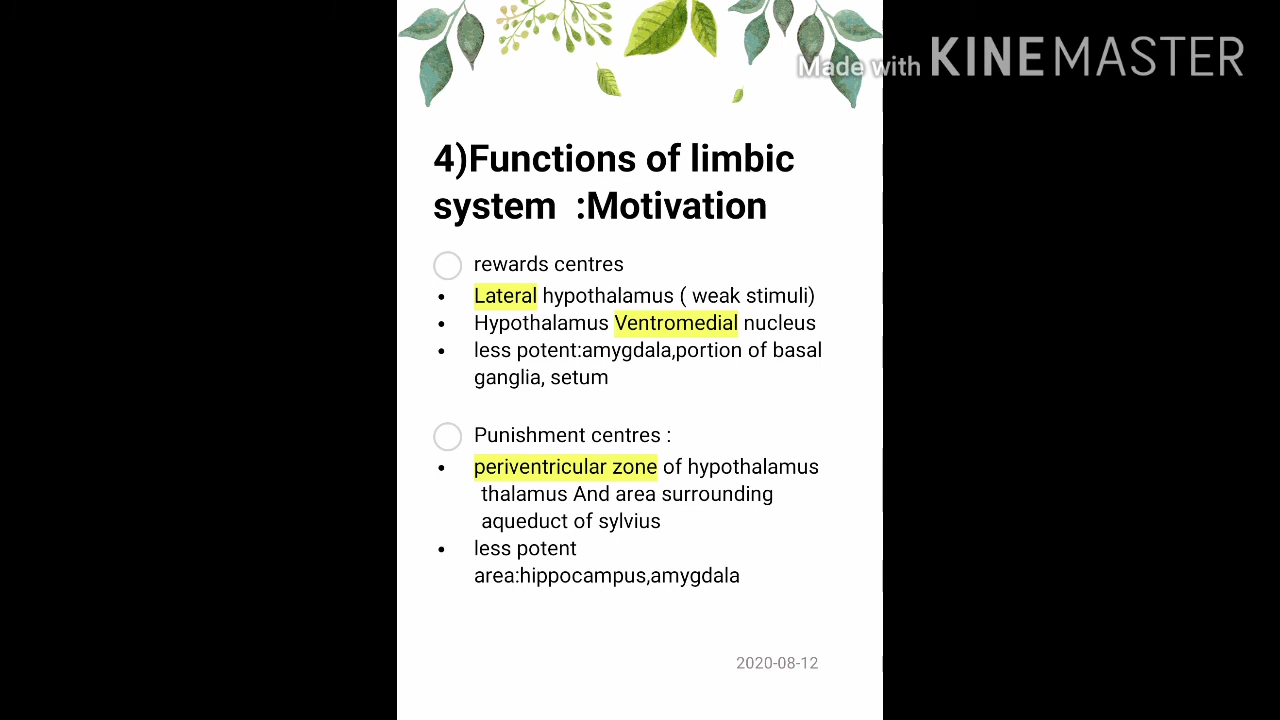 Made with KINEMASTER
4)Functions of limbic
system :Motivation
rewards centres
• Lateral hypothalamus ( weak stimuli)
• Hypothalamus Ventromedial nucleus
• less potent:amygdala,portion of basal
ganglia, setum
Punishment centres :
• periventricular zone of hypothalamus
thalamus And area surrounding
aqueduct of sylvius
• less potent
area:hippocampus,amygdala
2020-08-12